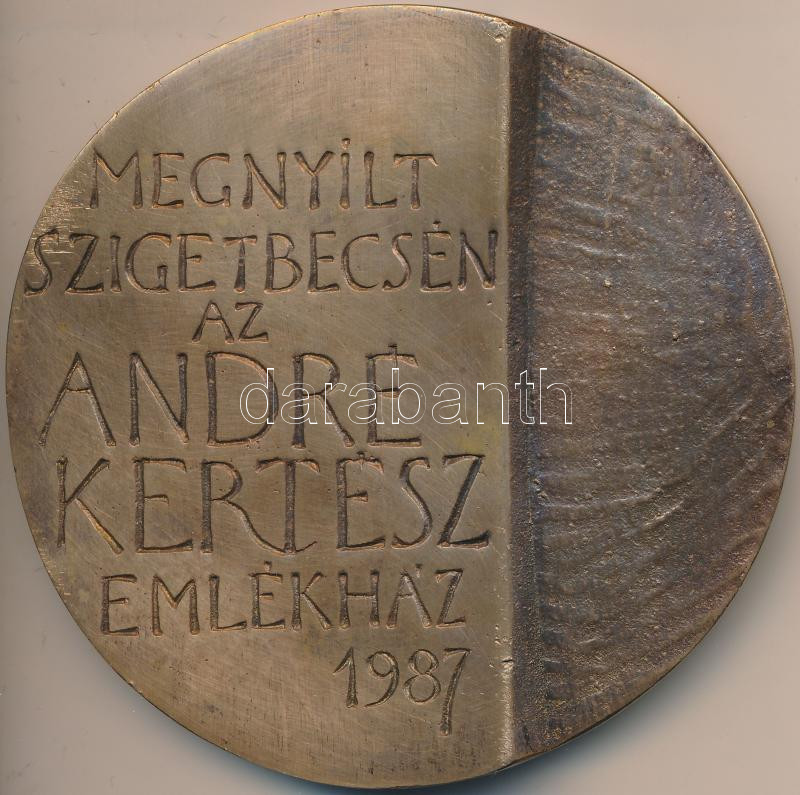 MEGNYÍLT
SZIGETBECSÉN
AZ
ANDRÉ
KERTÉSZ
EMLÉKHÁZ
1987
darabanth